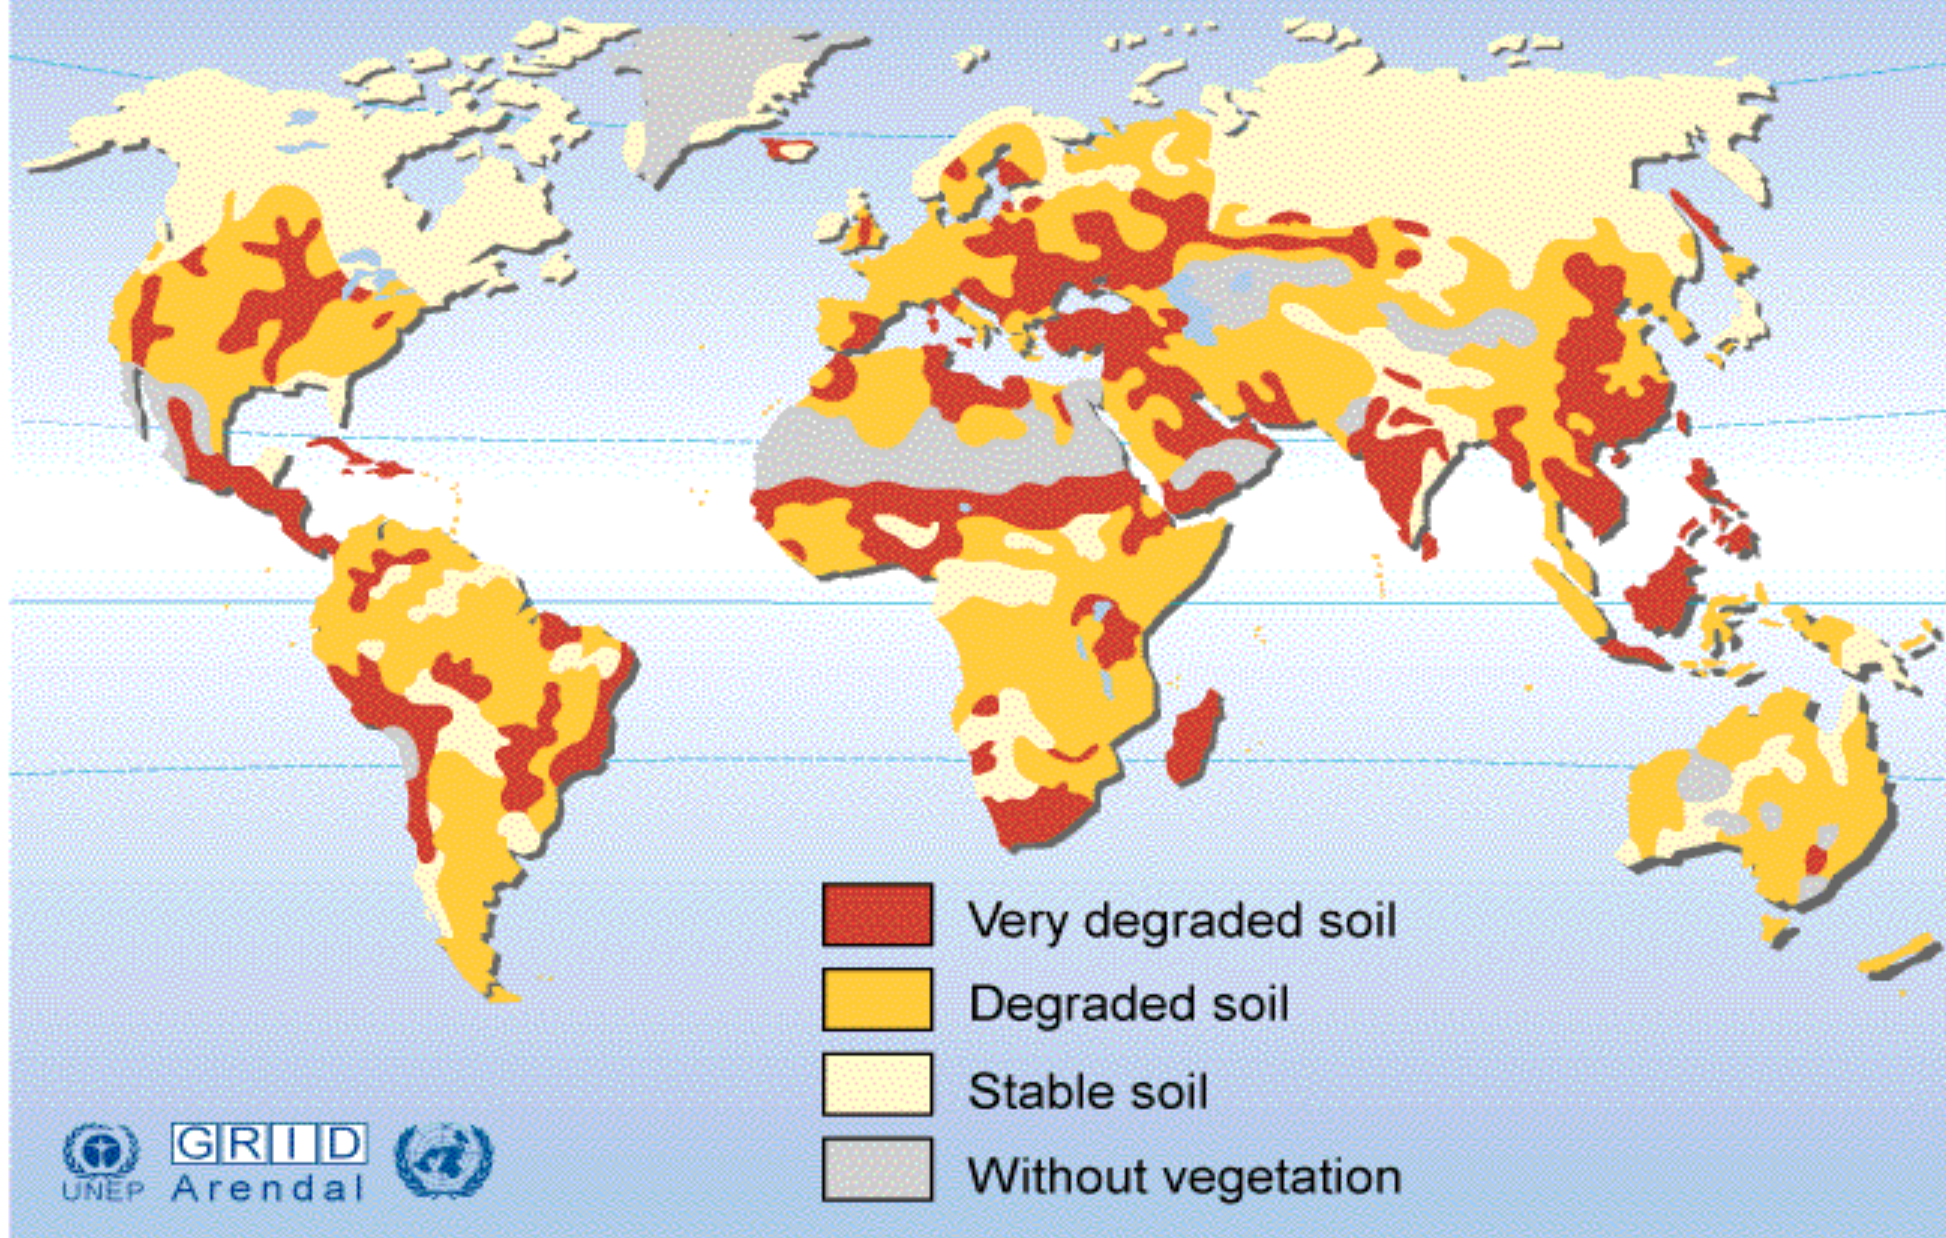 Very degraded soil
Degraded soil
Stable soil
Without vegetation
UNEP
GRID
Arendal